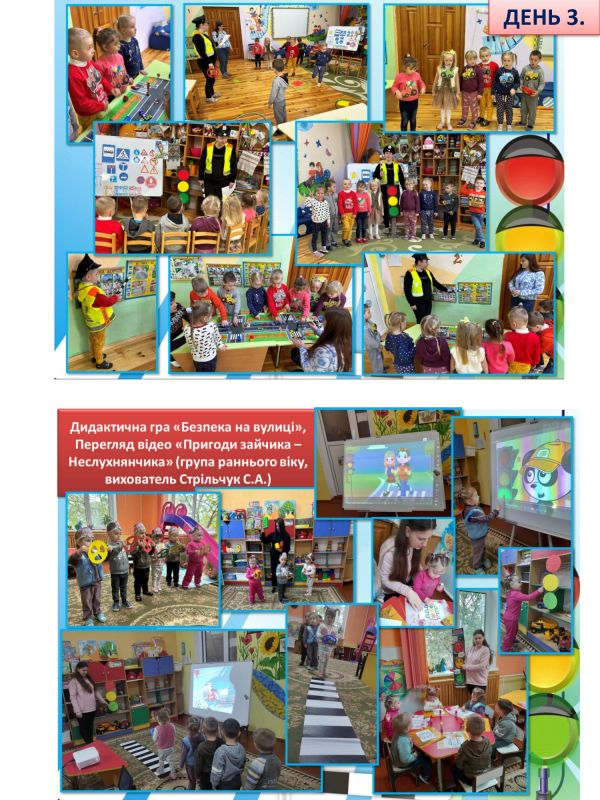 ДЕНЬ 3.
Дидактична гра «Безпека на вулиці»,
Перегляд відео «Пригоди зайчика –
Неслухнянчика» (група раннього віку,
вихователь Стрільчук С.А.)